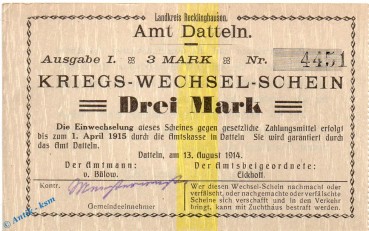 Landkreis Recklinghausen.
Amt Datteln.
Ausgabe I. 3 MARK Nr. 4451
KRIEGS-WECHSEL-SCHEIN
Drei Mark
Die Einwechselung dieses Scheines gegen gesetzliche Zahlungsmittel erfolgt
bis zum 1. April 1915 durch die Amtskasse in Datteln. Sie wird garantiert durch
das Amt Datteln.
Datteln, am 13. August 1914.
Der Amtmann: Der Amtsbeigeordnete:
v. Bülow. Eickhoff.
Kontr.
Gemeindeeinnehmer
Wer diesen Wechsel-Schein nachmacht oder
verfälscht, oder nachgemachte oder verfälschte
Scheine sich verschafft und in den Verkehr
bringt, kann mit Zuchthaus bestraft werden.
© Antik - ksm